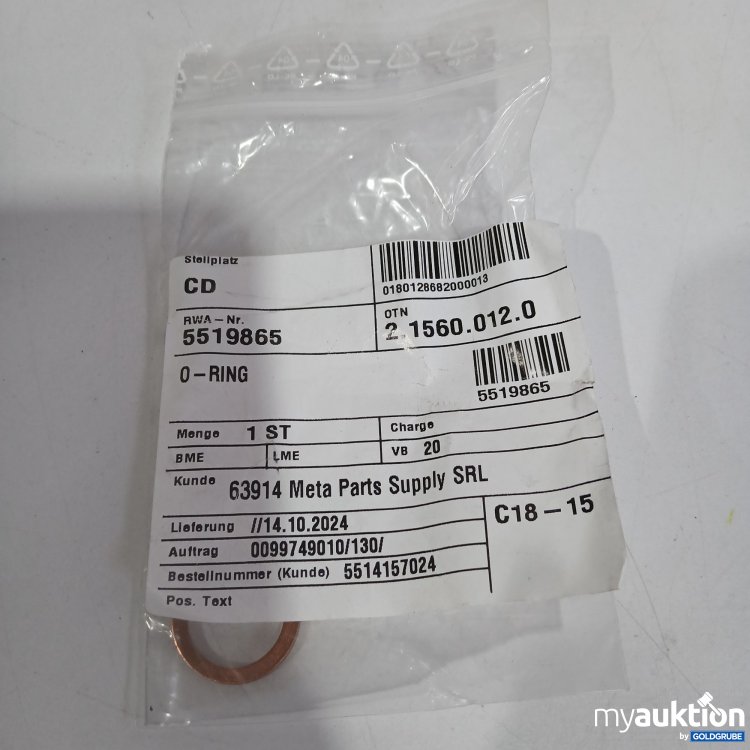 Stellplatz
CD
0180128682000013
RWA-Nr.
5519865
OTN
2.1560.012.0
O-RING
5519865
Menge 1 ST
Charge
BME
LME
VB 20
Kunde 63914 Meta Parts Supply SRL
Lieferung //14.10.2024
C18-15
Auftrag 0099749010/130/
Bestellnummer (Kunde) 5514157024
Pos. Text
myauktion
by GOLDGRUBE